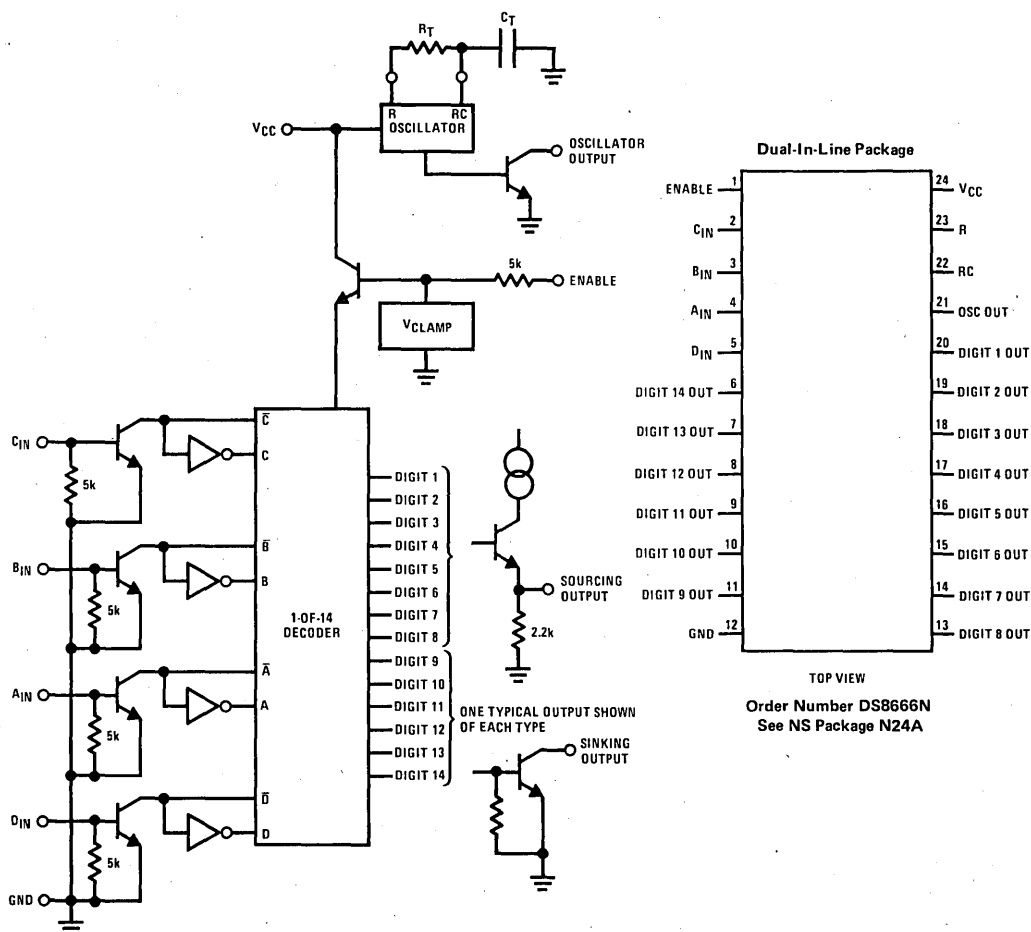 RT
CT
R
RC
OSCILLATOR
VCC
OSCILLATOR
OUTPUT
5k
ENABLE
VCLAMP
CIN
5k
C̅
C
BIN
5k
B̅
B
AIN
5k
A̅
A
DIN
5k
D̅
D
GND
1-OF-14
DECODER
DIGIT 1
DIGIT 2
DIGIT 3
DIGIT 4
DIGIT 5
DIGIT 6
DIGIT 7
DIGIT 8
DIGIT 9
DIGIT 10
DIGIT 11
DIGIT 12
DIGIT 13
DIGIT 14
SOURCING
OUTPUT
2.2k
ONE TYPICAL OUTPUT SHOWN
OF EACH TYPE
SINKING
OUTPUT
Dual-In-Line Package
ENABLE 1
CIN 2
BIN 3
AIN 4
DIN 5
DIGIT 14 OUT 6
DIGIT 13 OUT 7
DIGIT 12 OUT 8
DIGIT 11 OUT 9
DIGIT 10 OUT 10
DIGIT 9 OUT 11
GND 12
24 VCC
23 R
22 RC
21 OSC OUT
20 DIGIT 1 OUT
19 DIGIT 2 OUT
18 DIGIT 3 OUT
17 DIGIT 4 OUT
16 DIGIT 5 OUT
15 DIGIT 6 OUT
14 DIGIT 7 OUT
13 DIGIT 8 OUT
TOP VIEW
Order Number DS8666N
See NS Package N24A